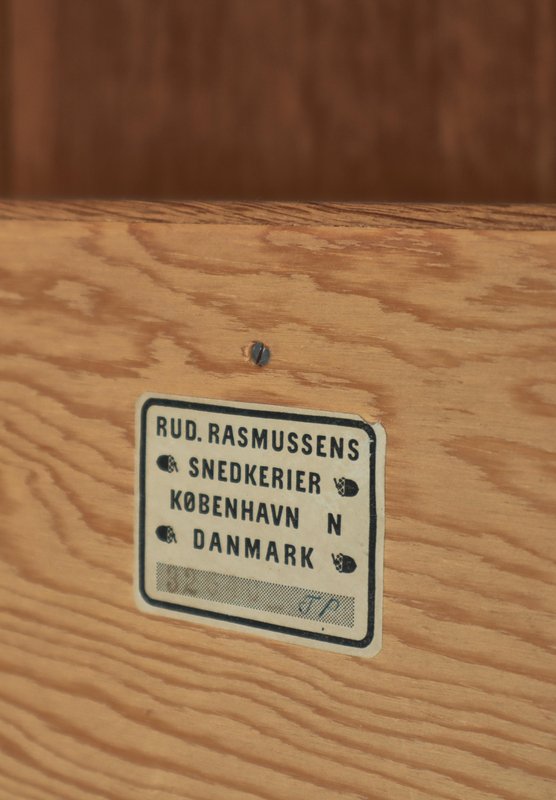 RUD. RASMUSSENS
SNEDKERIER
KØBENHAVN N
DANMARK